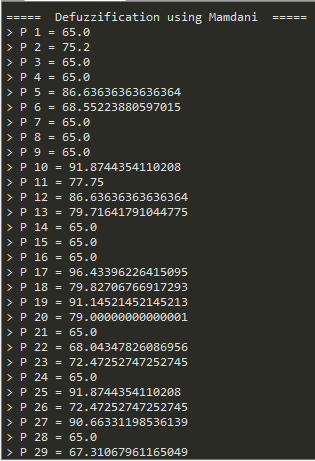 ===== Defuzzification using Mamdani =====
> P 1 = 65.0
> P 2 = 75.2
> P 3 = 65.0
> P 4 = 65.0
> P 5 = 86.63636363636364
> P 6 = 68.55223880597015
> P 7 = 65.0
> P 8 = 65.0
> P 9 = 65.0
> P 10 = 91.8744354110208
> P 11 = 77.75
> P 12 = 86.63636363636364
> P 13 = 79.71641791044775
> P 14 = 65.0
> P 15 = 65.0
> P 16 = 65.0
> P 17 = 96.43396226415095
> P 18 = 79.82706766917293
> P 19 = 91.14521452145213
> P 20 = 79.00000000000001
> P 21 = 65.0
> P 22 = 68.04347826086956
> P 23 = 72.47252747252745
> P 24 = 65.0
> P 25 = 91.8744354110208
> P 26 = 72.47252747252745
> P 27 = 90.66331198536139
> P 28 = 65.0
> P 29 = 67.31067961165049